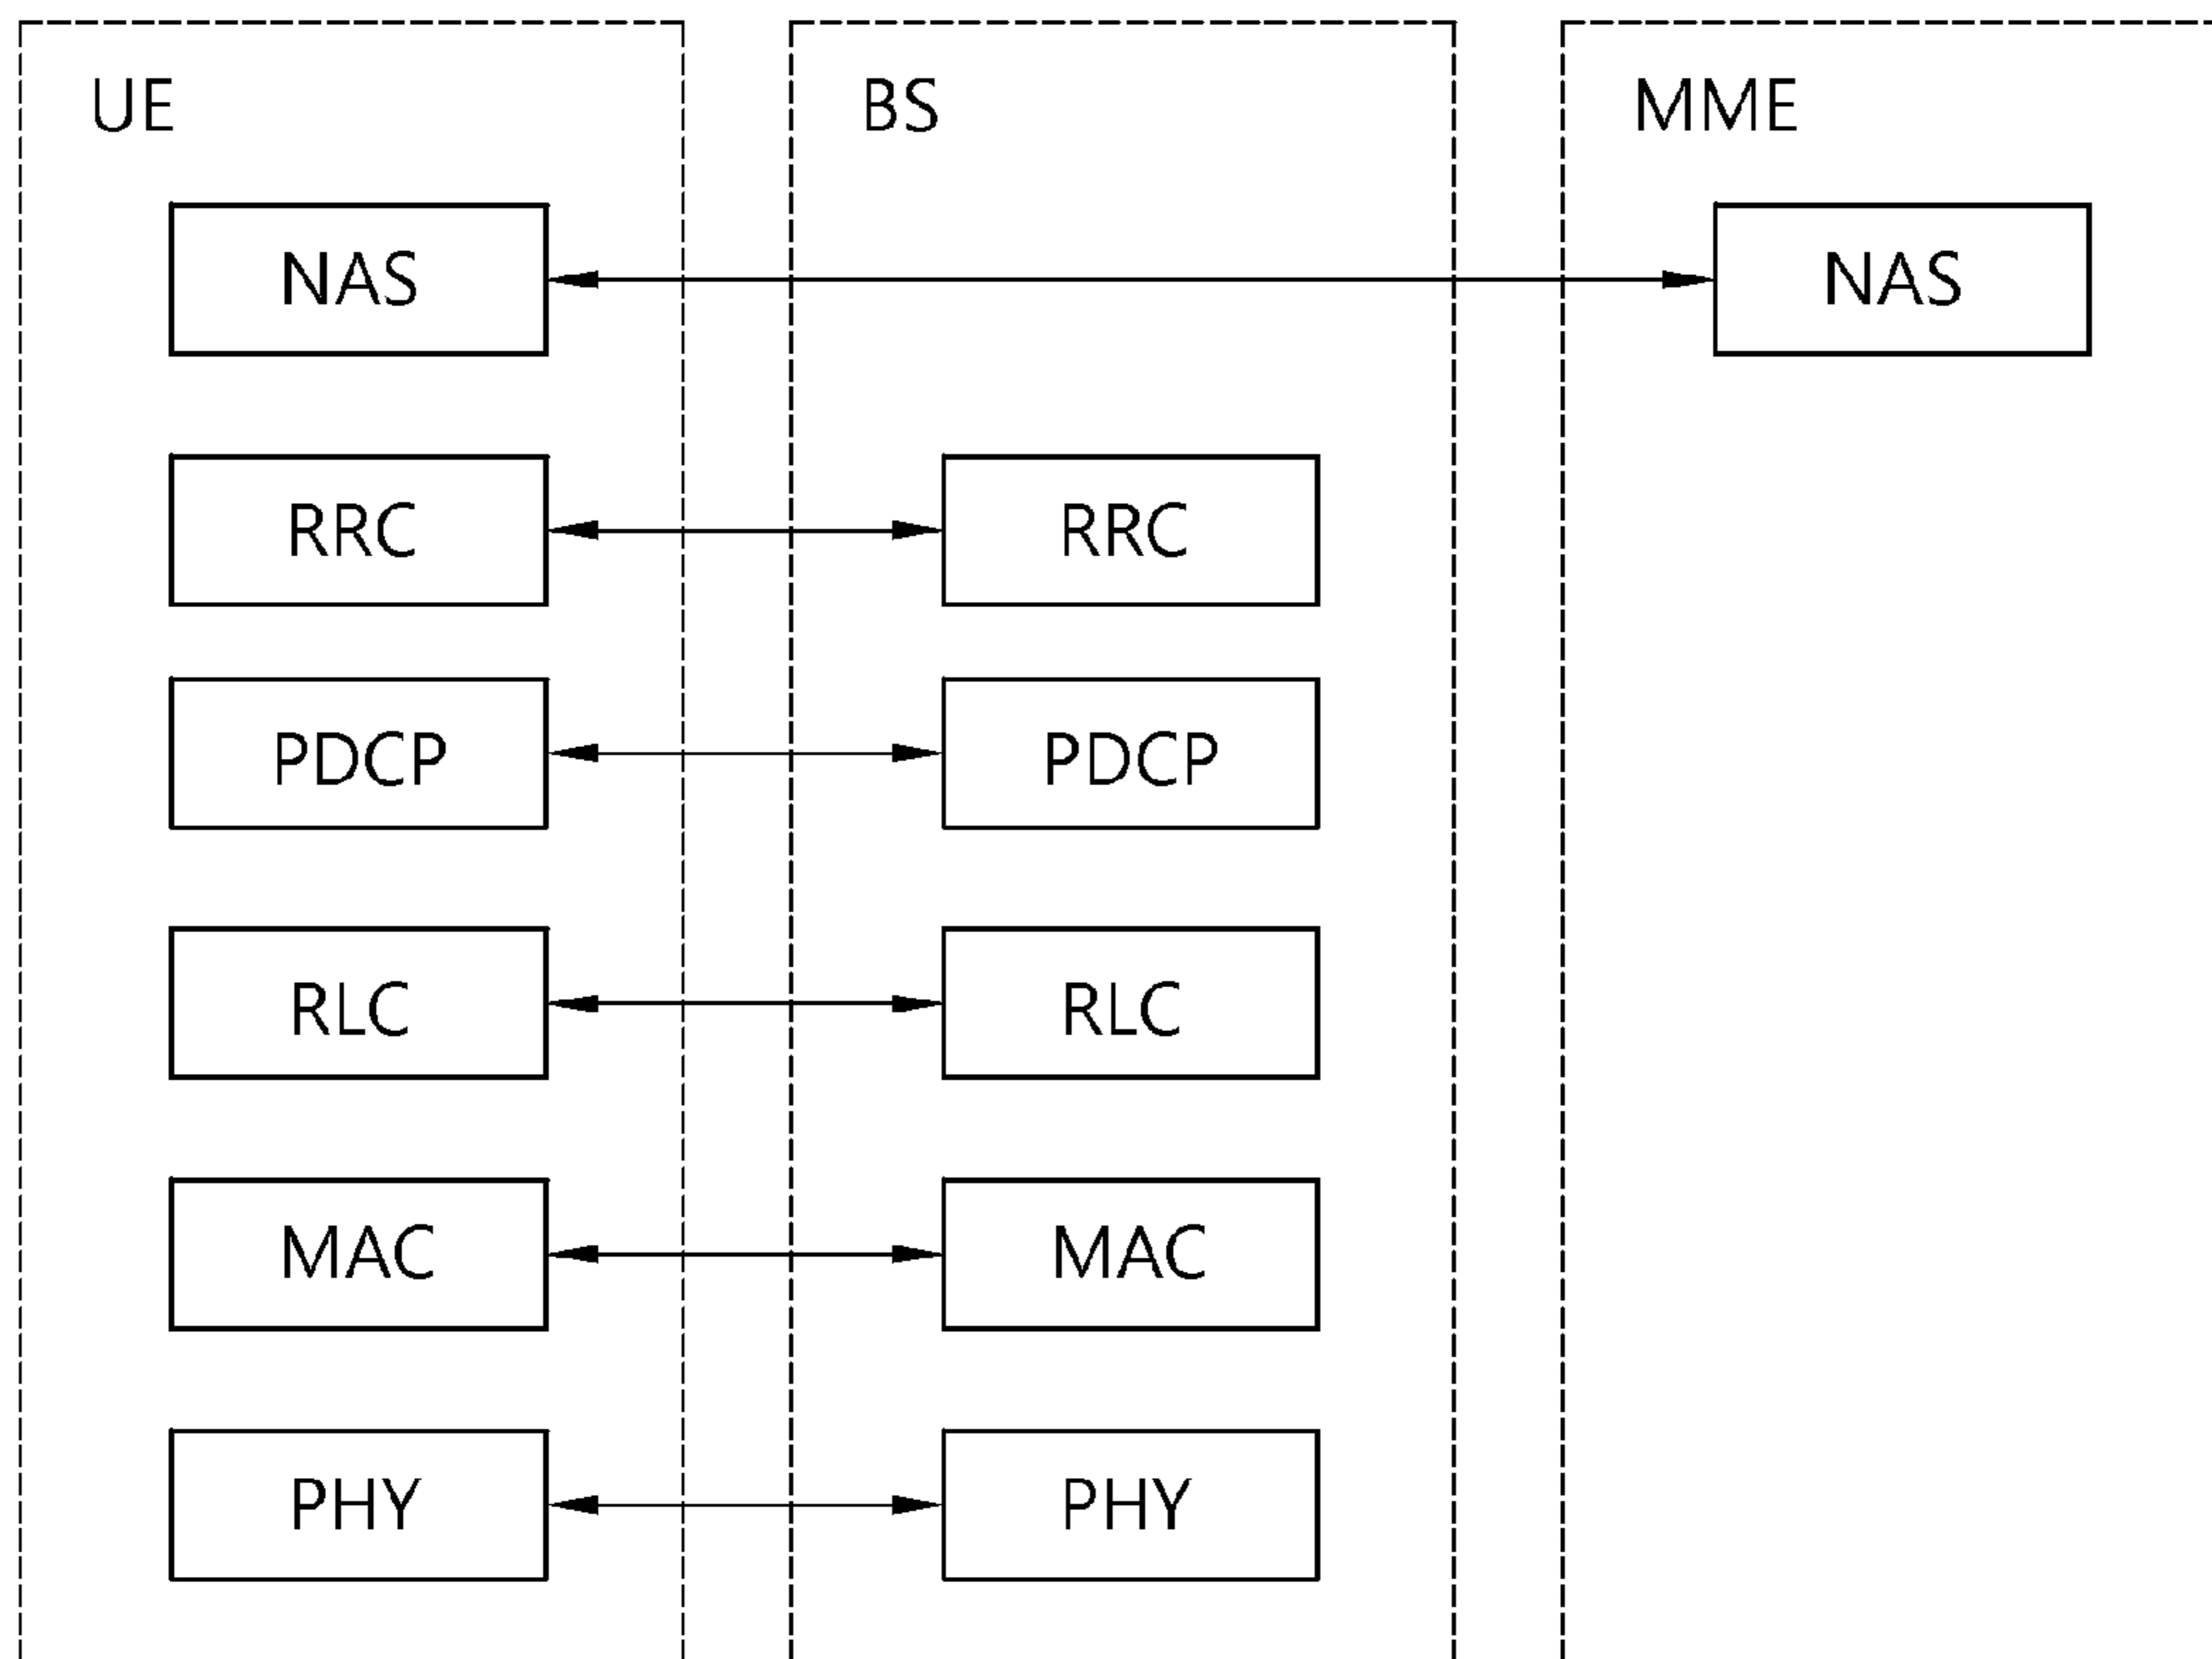 UE BS MME
NAS NAS
RRC RRC
PDCP PDCP
RLC RLC
MAC MAC
PHY PHY